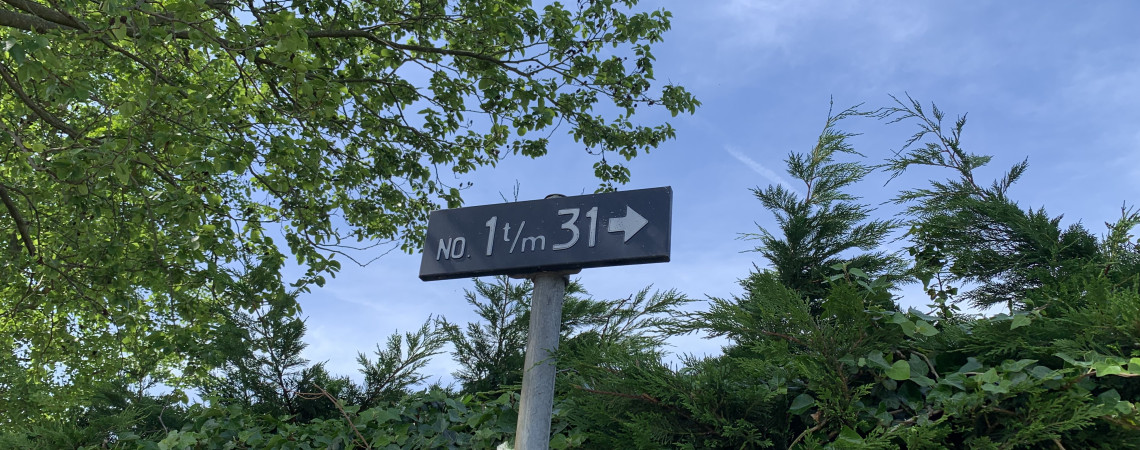 NO. 1 t/m 31 →